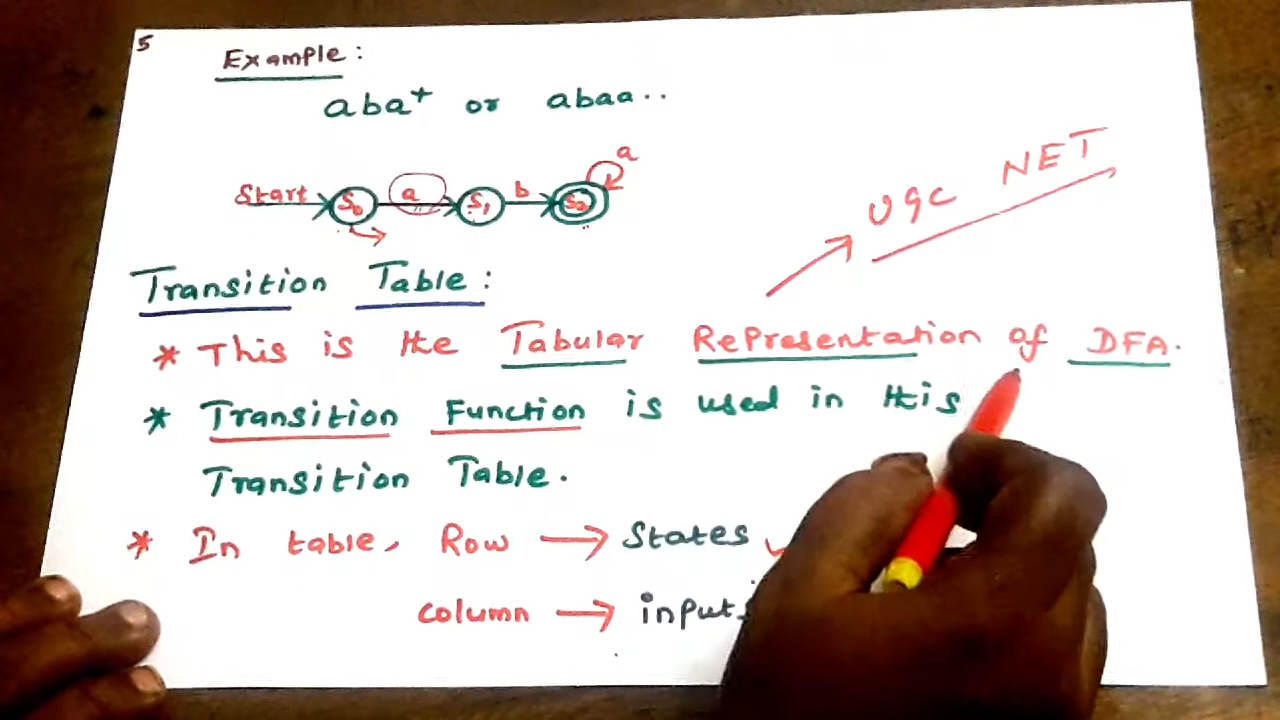 5
Example:
aba⁺ or abaa..
Start S₀ a S₁ b S₂ a
UGC NET
Transition Table:
* This is the Tabular Representation of DFA.
* Transition Function is used in this
Transition Table.
* In table, Row → States
column → inputs